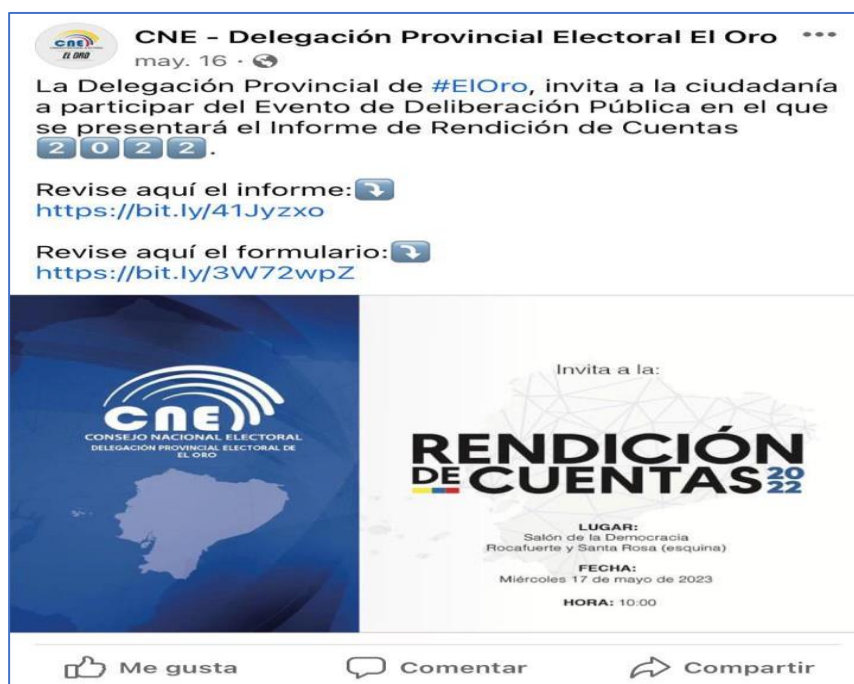 CNE
EL ORO
CNE - Delegación Provincial Electoral El Oro
may. 16 ·
La Delegación Provincial de #ElOro, invita a la ciudadanía
a participar del Evento de Deliberación Pública en el que
se presentará el Informe de Rendición de Cuentas
2022.
Revise aquí el informe:
https://bit.ly/41Jyzxo
Revise aquí el formulario:
https://bit.ly/3W72wpZ
CNE
CONSEJO NACIONAL ELECTORAL
DELEGACIÓN PROVINCIAL ELECTORAL DE
EL ORO
Invita a la:
RENDICIÓN
DE CUENTAS 2022
LUGAR:
Salón de la Democracia
Rocafuerte y Santa Rosa (esquina)
FECHA:
Miércoles 17 de mayo de 2023
HORA: 10:00
Me gusta
Comentar
Compartir